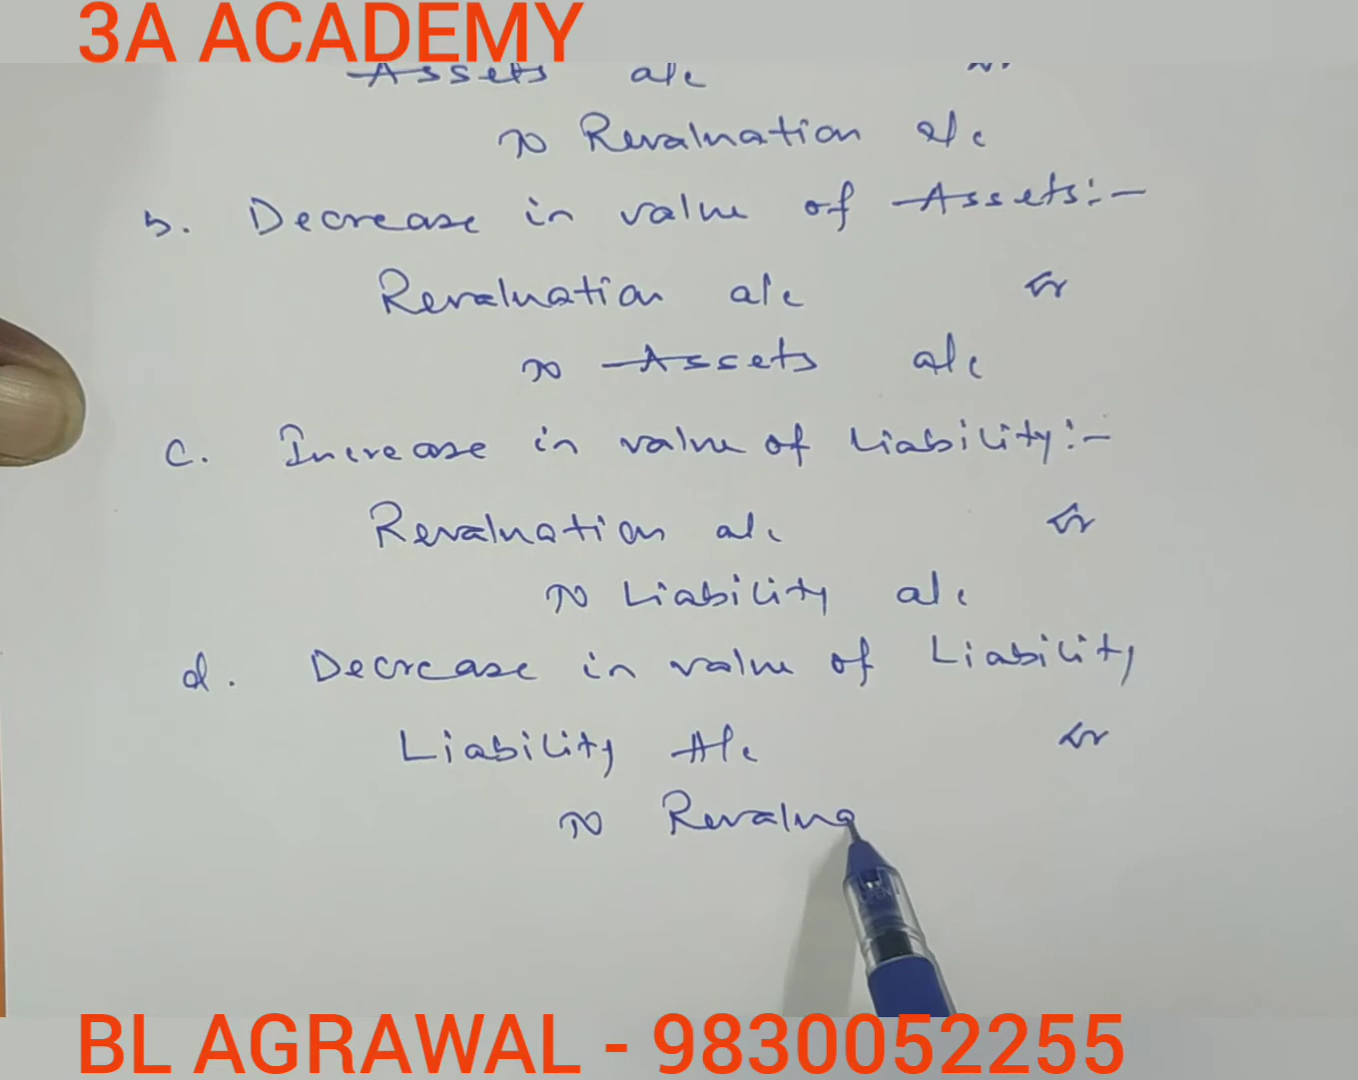 3A ACADEMY
Assets a/c Dr
To Revaluation a/c
b. Decrease in value of Assets:-
Revaluation a/c Dr
To Assets a/c
c. Increase in value of Liability:-
Revaluation a/c Dr
To Liability a/c
d. Decrease in value of Liability
Liability A/c Dr
To Revalua
BL AGRAWAL - 9830052255